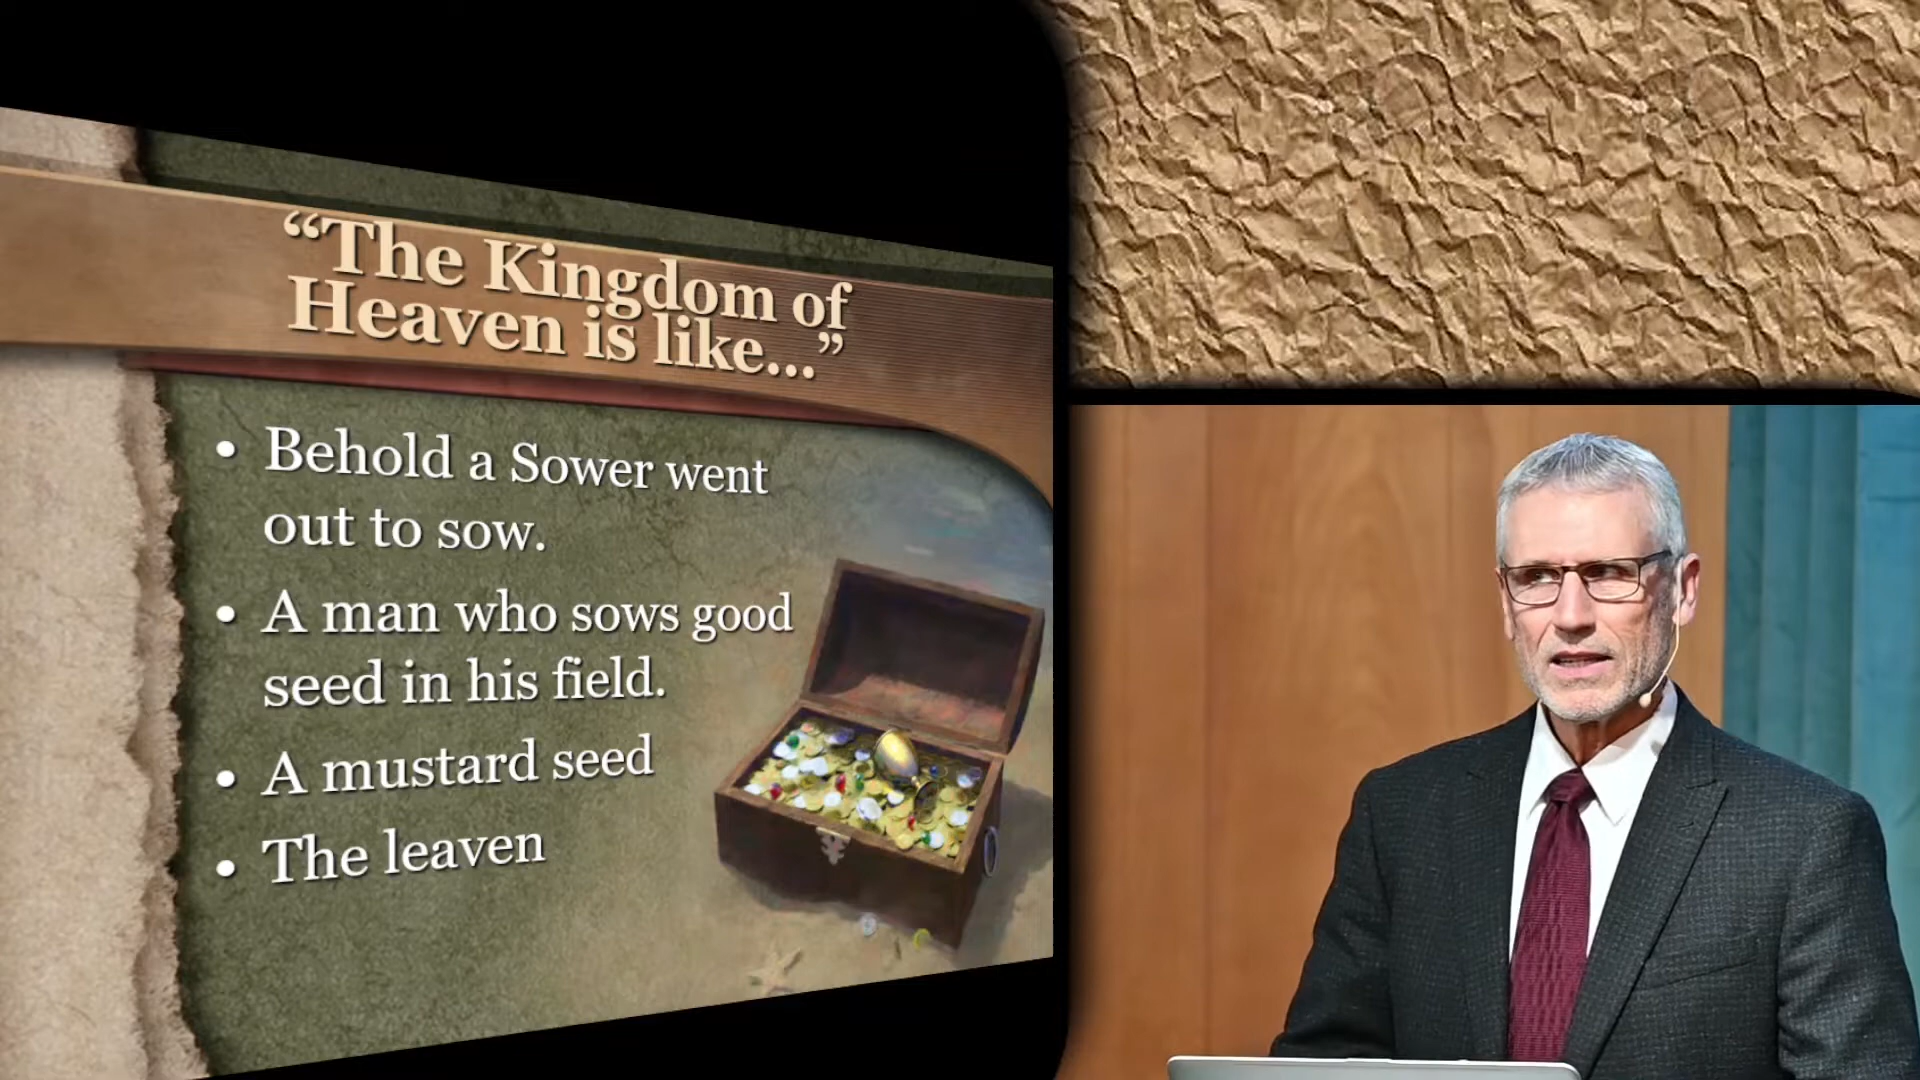 “The Kingdom of
Heaven is like...”
• Behold a Sower went
out to sow.
• A man who sows good
seed in his field.
• A mustard seed
• The leaven